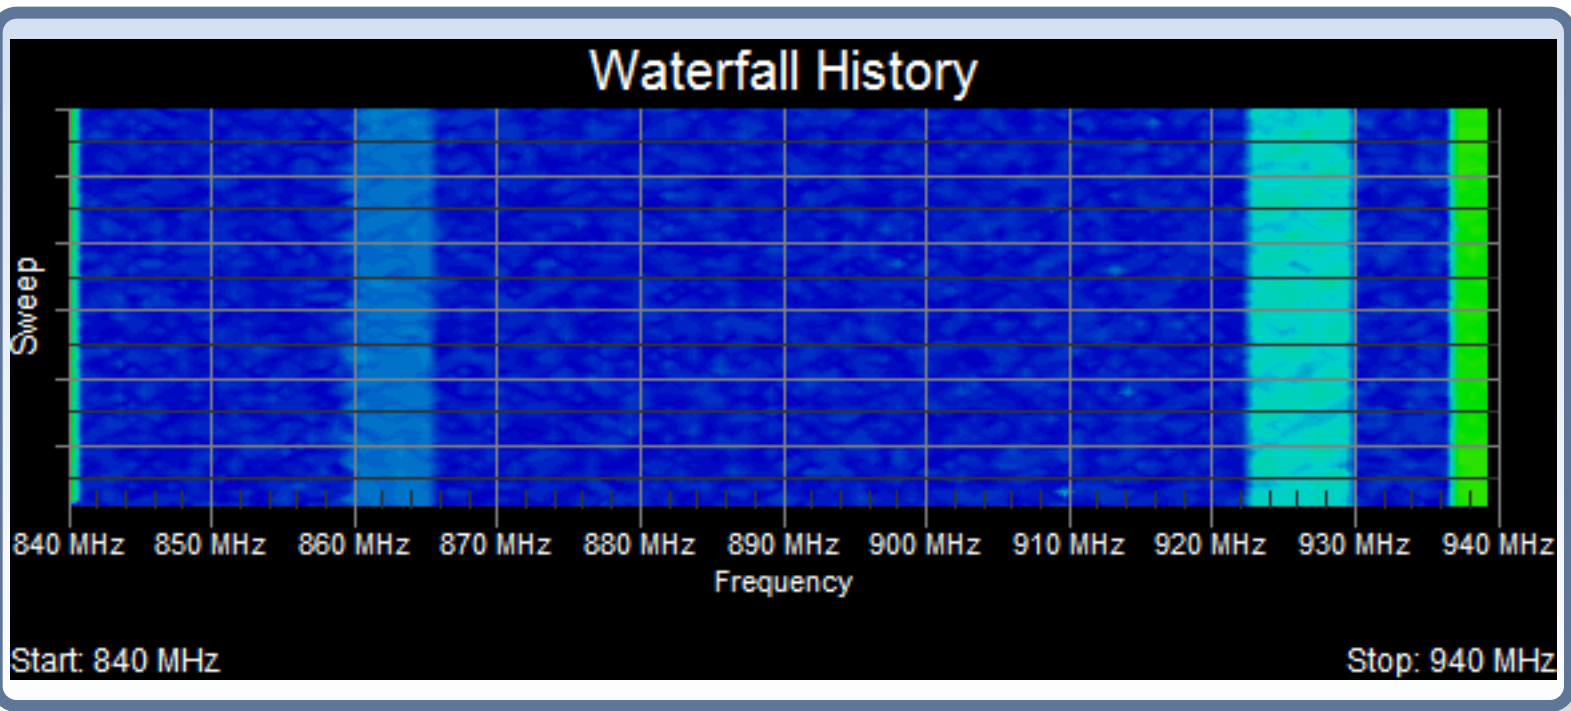 Waterfall History
Sweep
840 MHz 850 MHz 860 MHz 870 MHz 880 MHz 890 MHz 900 MHz 910 MHz 920 MHz 930 MHz 940 MHz
Frequency
Start: 840 MHz Stop: 940 MHz